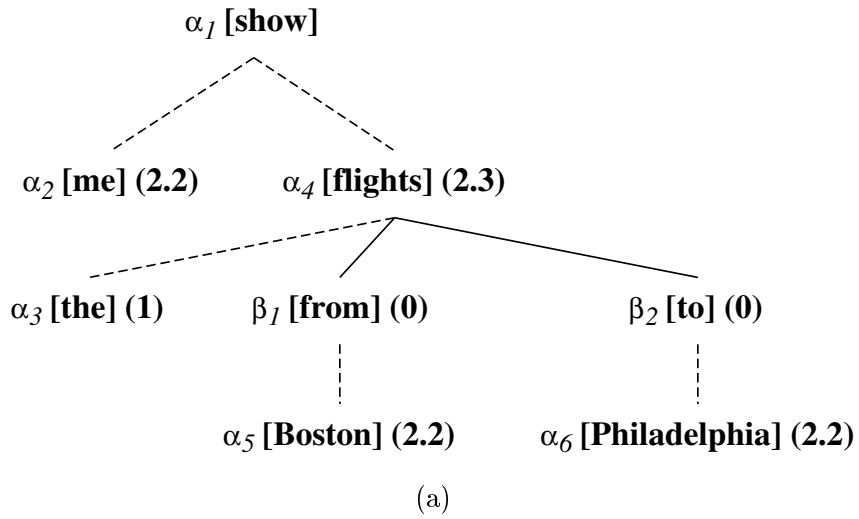 α1 [show]
α2 [me] (2.2) α4 [flights] (2.3)
α3 [the] (1) β1 [from] (0) β2 [to] (0)
α5 [Boston] (2.2) α6 [Philadelphia] (2.2)
(a)